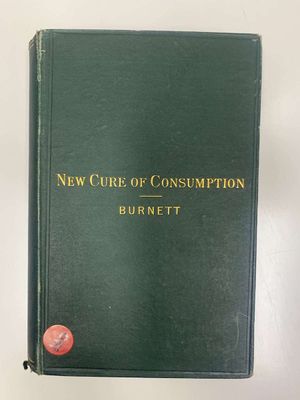 NEW CURE OF CONSUMPTION
BURNETT